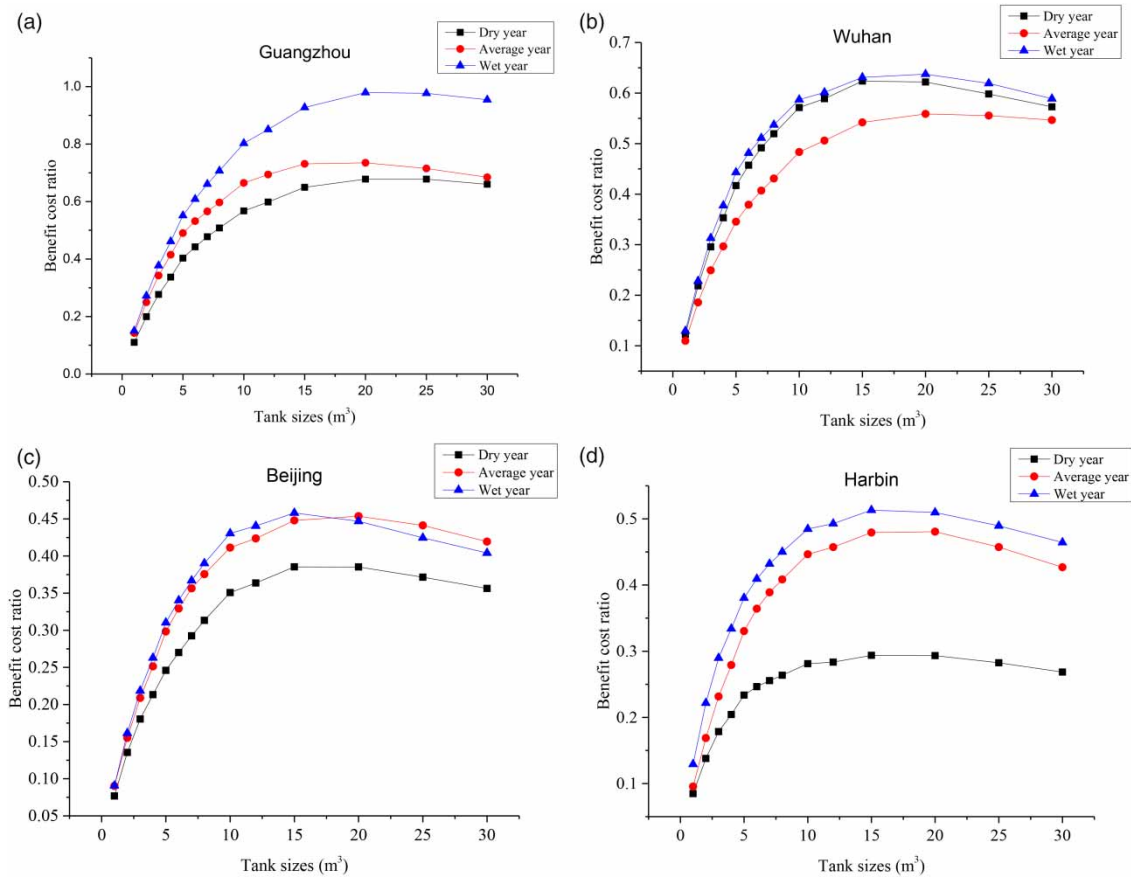 (a)
Guangzhou
Dry year
Average year
Wet year
Benefit cost ratio
1.0
0.8
0.6
0.4
0.2
0.0
0 5 10 15 20 25 30
Tank sizes (m³)
(b)
Wuhan
Dry year
Average year
Wet year
Benefit cost ratio
0.7
0.6
0.5
0.4
0.3
0.2
0.1
0 5 10 15 20 25 30
Tank sizes (m³)
(c)
Beijing
Dry year
Average year
Wet year
Benefit cost ratio
0.50
0.45
0.40
0.35
0.30
0.25
0.20
0.15
0.10
0.05
0 5 10 15 20 25 30
Tank sizes (m³)
(d)
Harbin
Dry year
Average year
Wet year
Benefit cost ratio
0.5
0.4
0.3
0.2
0.1
0 5 10 15 20 25 30
Tank sizes (m³)